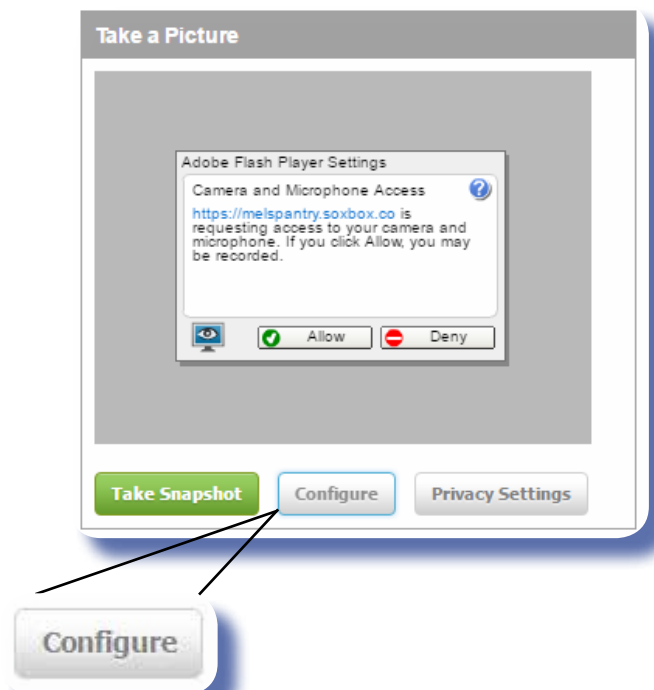 Take a Picture
Adobe Flash Player Settings
Camera and Microphone Access
https://melspantry.soxbox.co is
requesting access to your camera and
microphone. If you click Allow, you may
be recorded.
Allow Deny
Take Snapshot Configure Privacy Settings
Configure